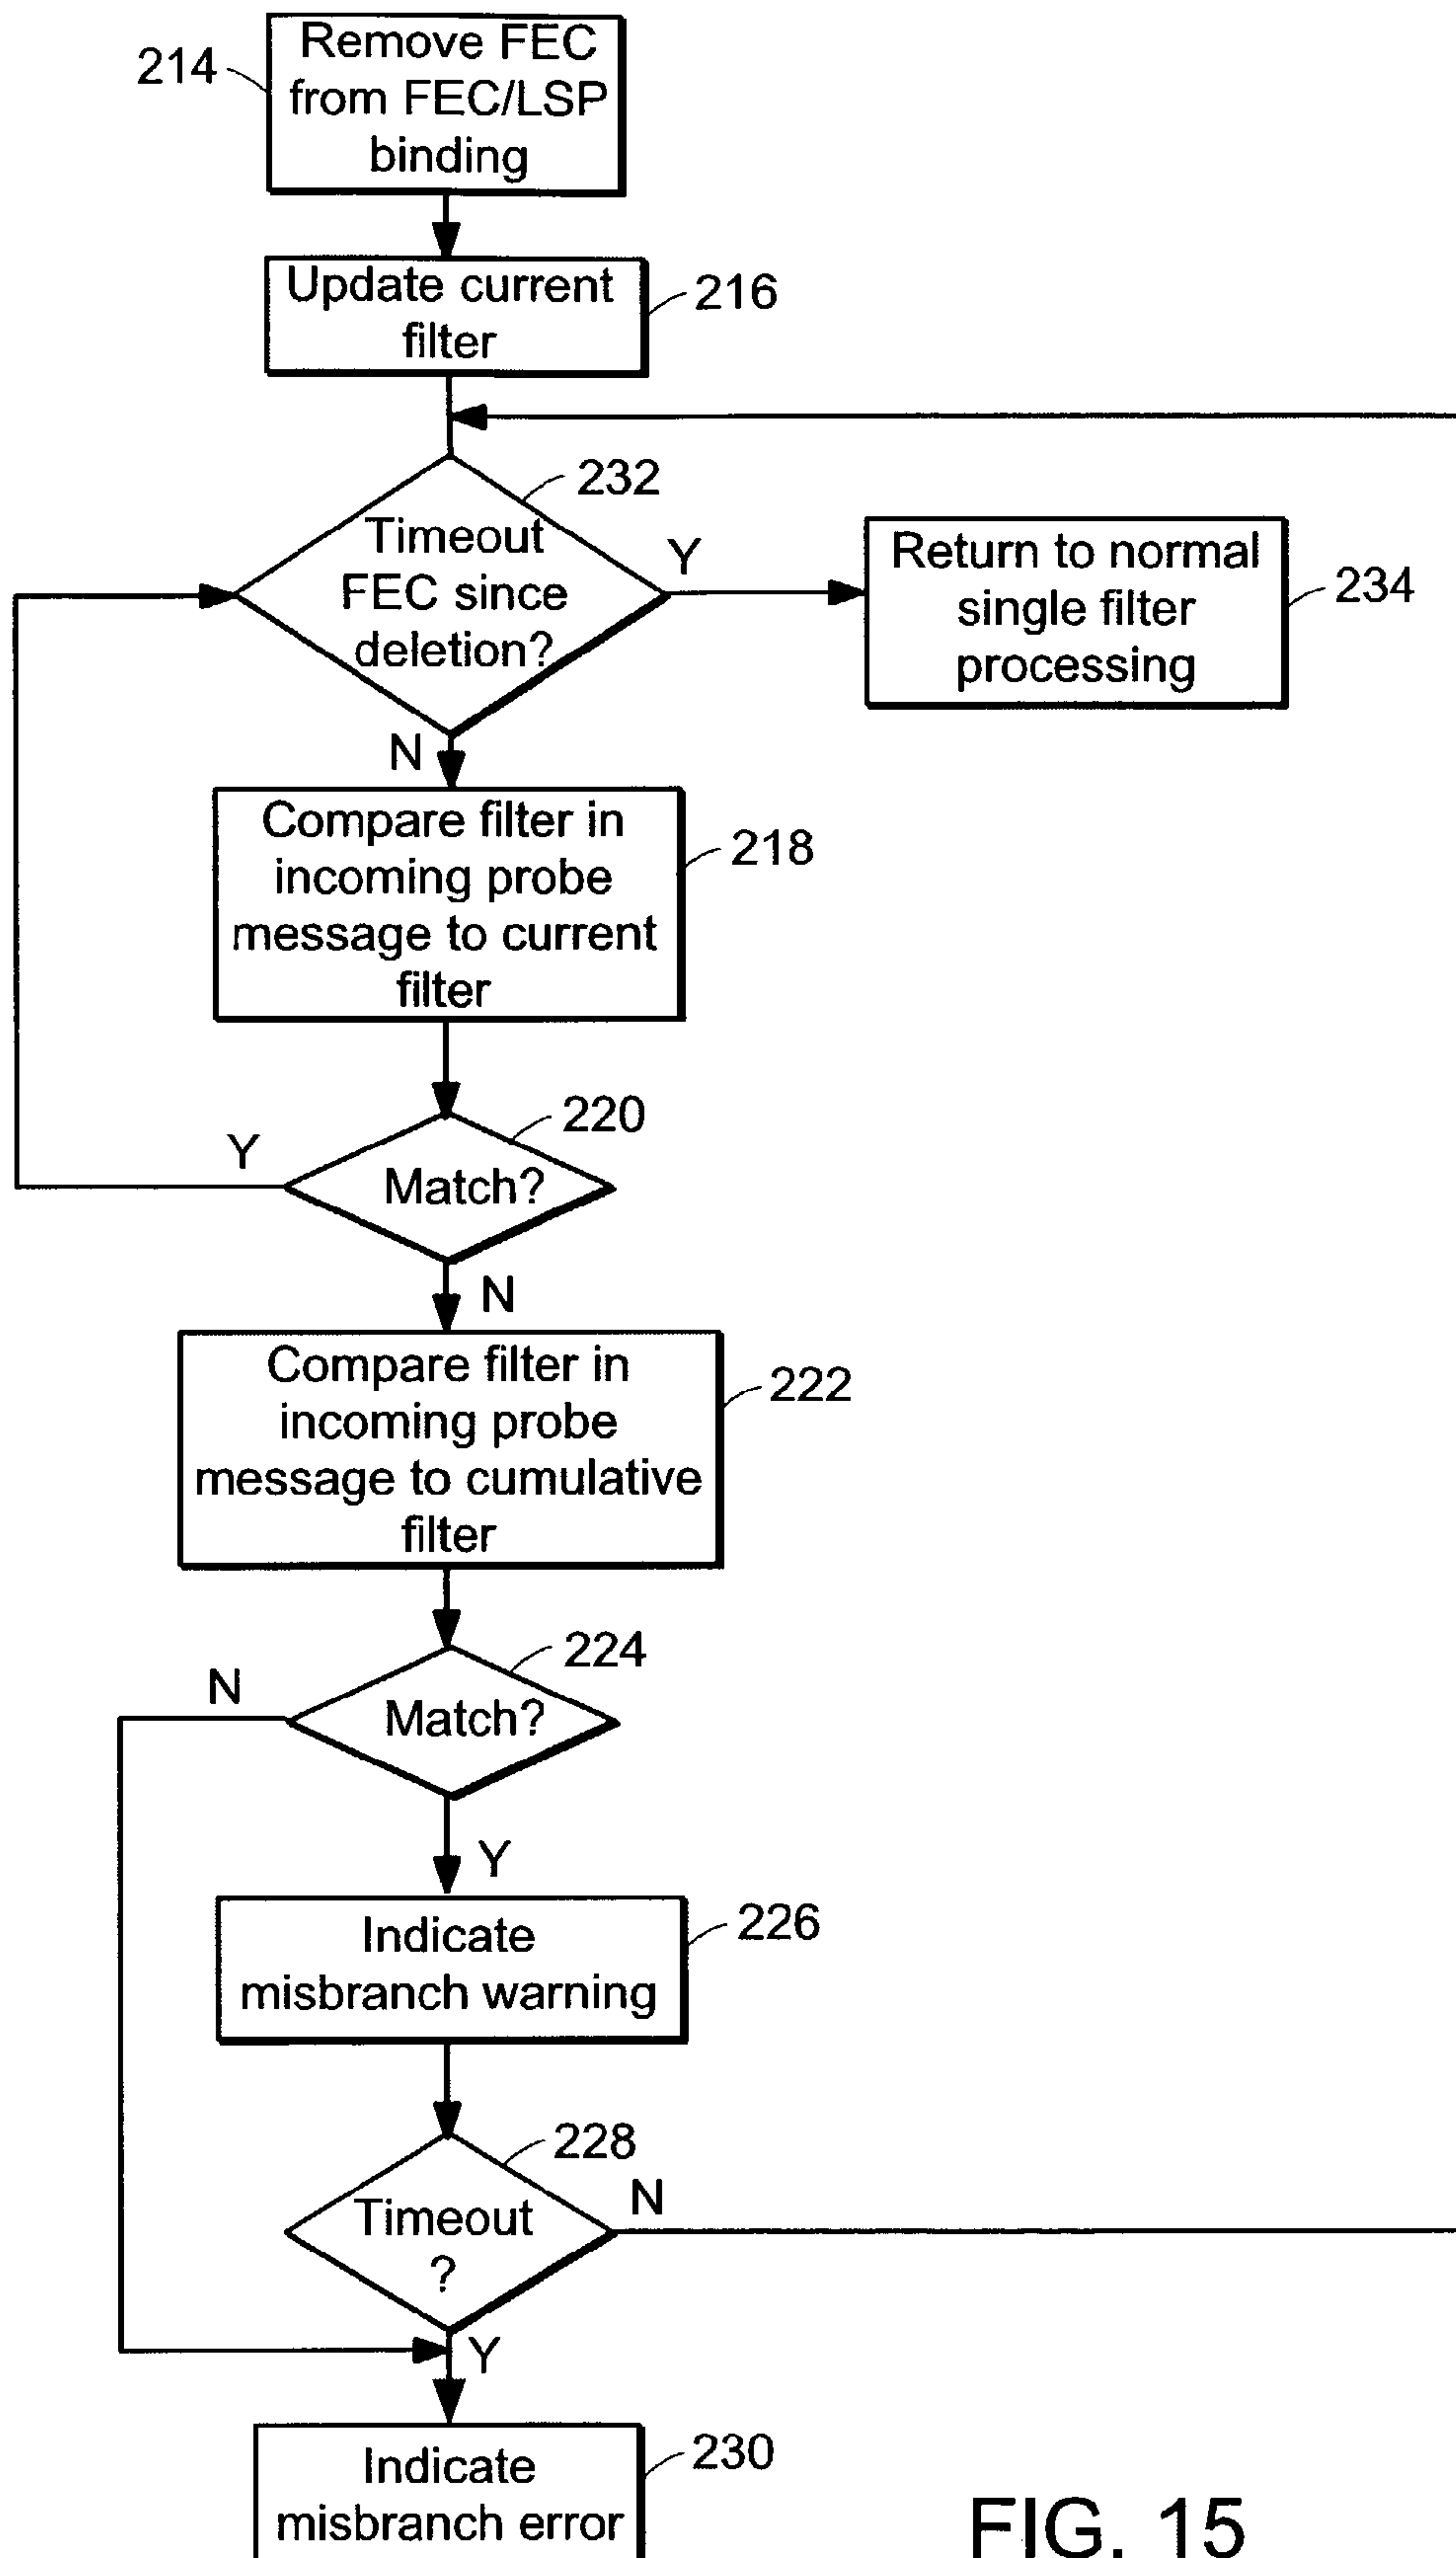 Remove FEC
from FEC/LSP
binding
214
Update current
filter
216
232
Timeout
FEC since
deletion?
Y
Return to normal
single filter
processing
234
N
Compare filter in
incoming probe
message to current
filter
218
220
Y
Match?
N
Compare filter in
incoming probe
message to cumulative
filter
222
224
N
Match?
Y
Indicate
misbranch warning
226
228
Timeout
?
N
Y
Indicate
misbranch error
230
FIG. 15